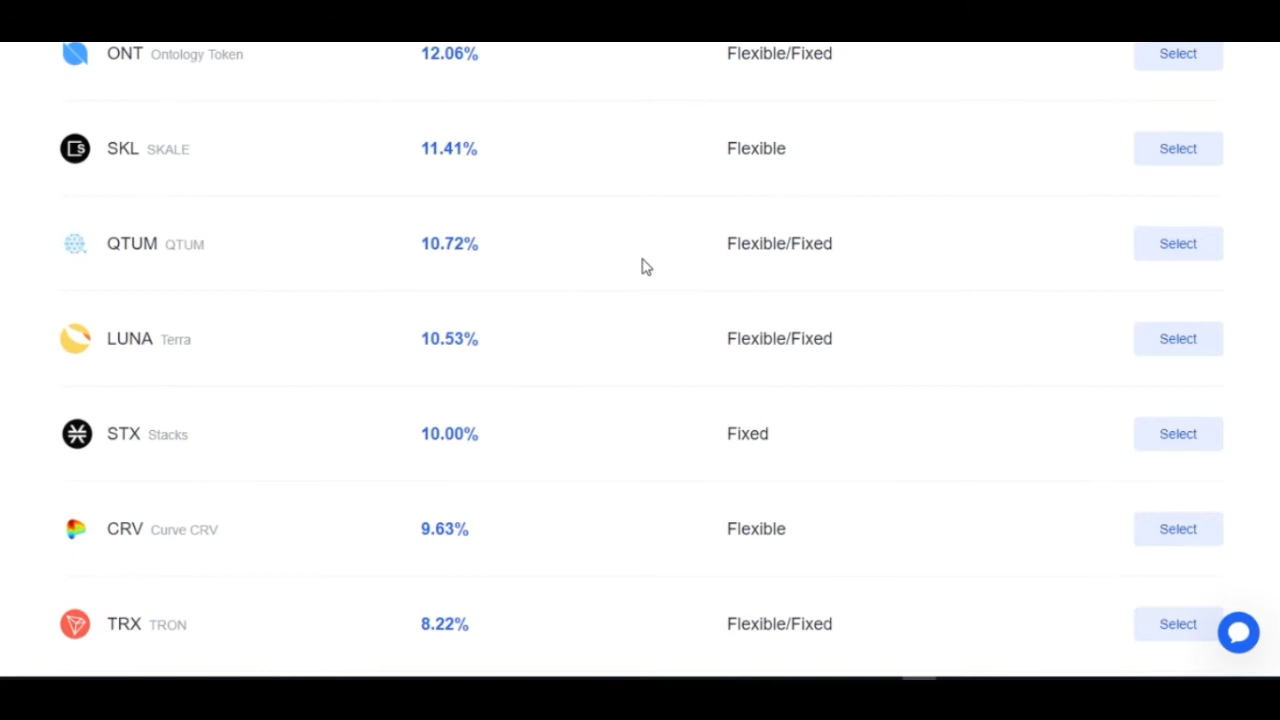 ONT Ontology Token 12.06% Flexible/Fixed Select
SKL SKALE 11.41% Flexible Select
QTUM QTUM 10.72% Flexible/Fixed Select
LUNA Terra 10.53% Flexible/Fixed Select
STX Stacks 10.00% Fixed Select
CRV Curve CRV 9.63% Flexible Select
TRX TRON 8.22% Flexible/Fixed Select